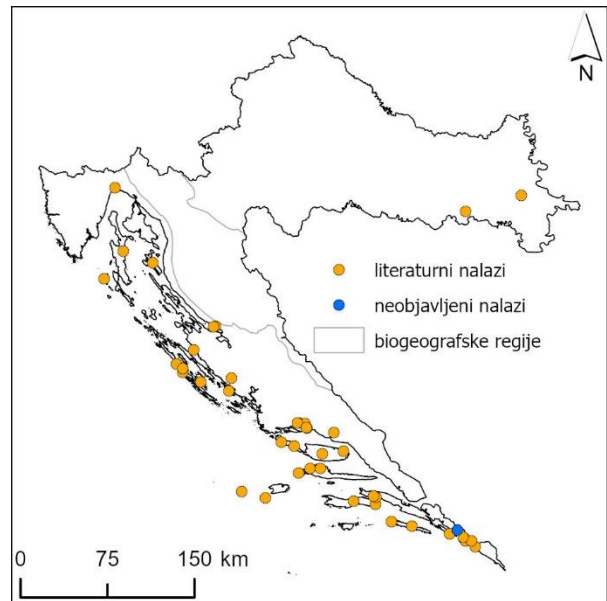 N
literaturni nalazi
neobjavljeni nalazi
biogeografske regije
0 75 150 km